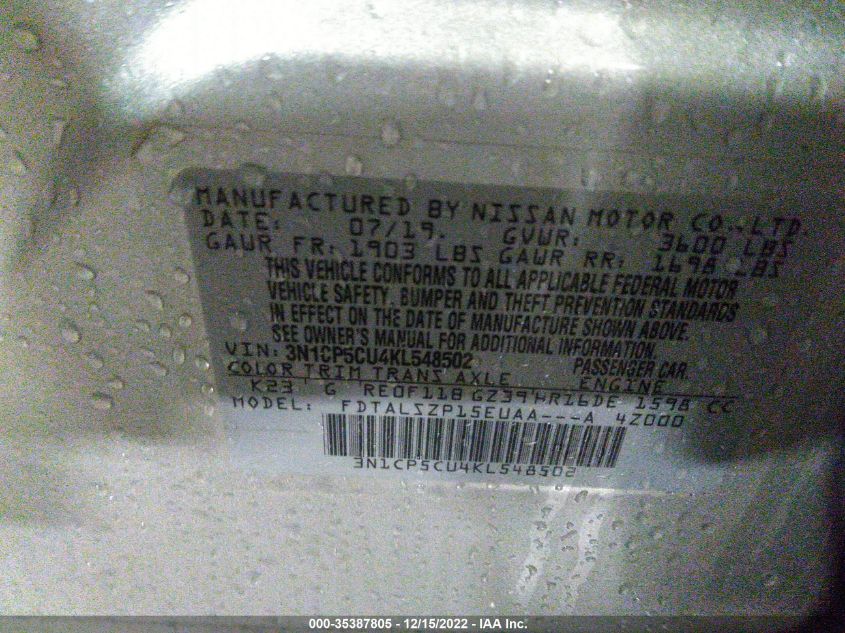 MANUFACTURED BY NISSAN MOTOR CO.,LTD.
DATE: 07/19. GVWR: 3600 LBS
GAWR FR: 1903 LBS GAWR RR: 1698 LBS
THIS VEHICLE CONFORMS TO ALL APPLICABLE FEDERAL MOTOR
VEHICLE SAFETY, BUMPER AND THEFT PREVENTION STANDARDS
IN EFFECT ON THE DATE OF MANUFACTURE SHOWN ABOVE.
SEE OWNER'S MANUAL FOR ADDITIONAL INFORMATION.
VIN: 3N1CP5CU4KL548502 PASSENGER CAR.
COLOR TRIM TRANS AXLE ENGINE
K23 G RE0F11B GZ39 HR16DE 1598 CC
MODEL: FDTALSZP15EUAA---A 4Z000
3N1CP5CU4KL548502
000-35387805 - 12/15/2022 - IAA Inc.